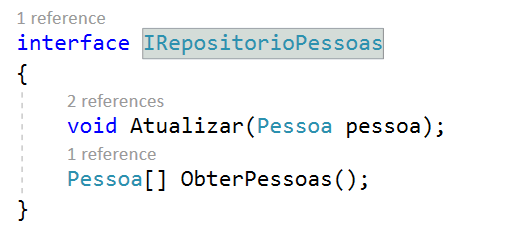 1 reference
interface IRepositorioPessoas
{
2 references
void Atualizar(Pessoa pessoa);
1 reference
Pessoa[] ObterPessoas();
}